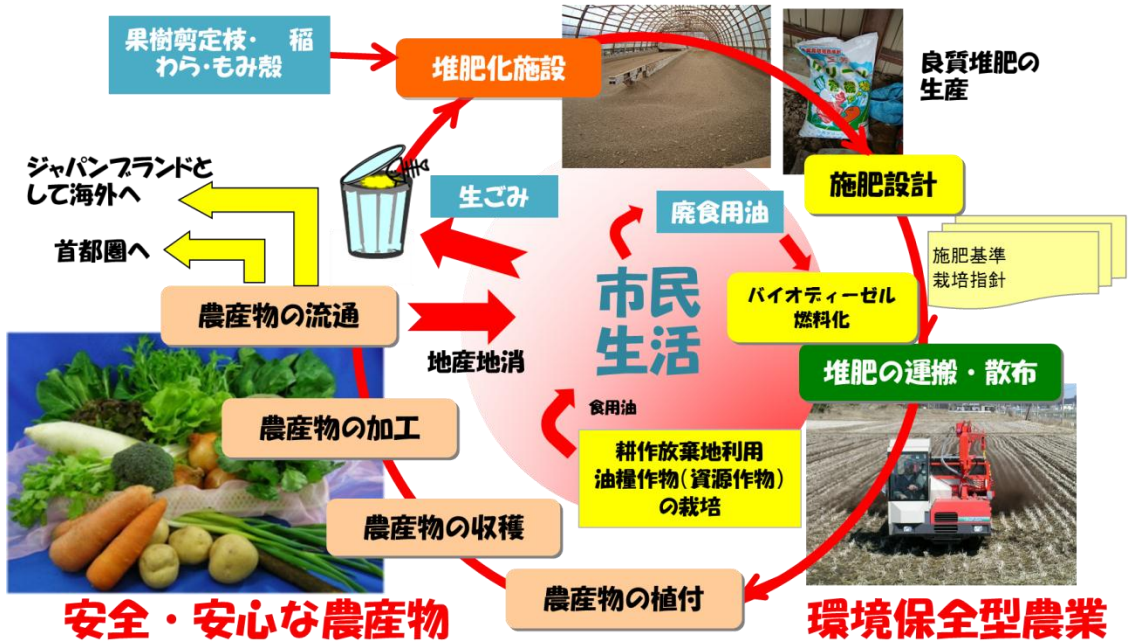 果樹剪定枝・　稲
わら・もみ殻
堆肥化施設
良質堆肥の
生産
ジャパンブランドと
して海外へ
首都圏へ
生ごみ
廃食用油
施肥設計
施肥基準
栽培指針
市民
生活
バイオディーゼル
燃料化
農産物の流通
地産地消
堆肥の運搬・散布
食用油
農産物の加工
耕作放棄地利用
油糧作物(資源作物)
の栽培
農産物の収穫
農産物の植付
安全・安心な農産物
環境保全型農業